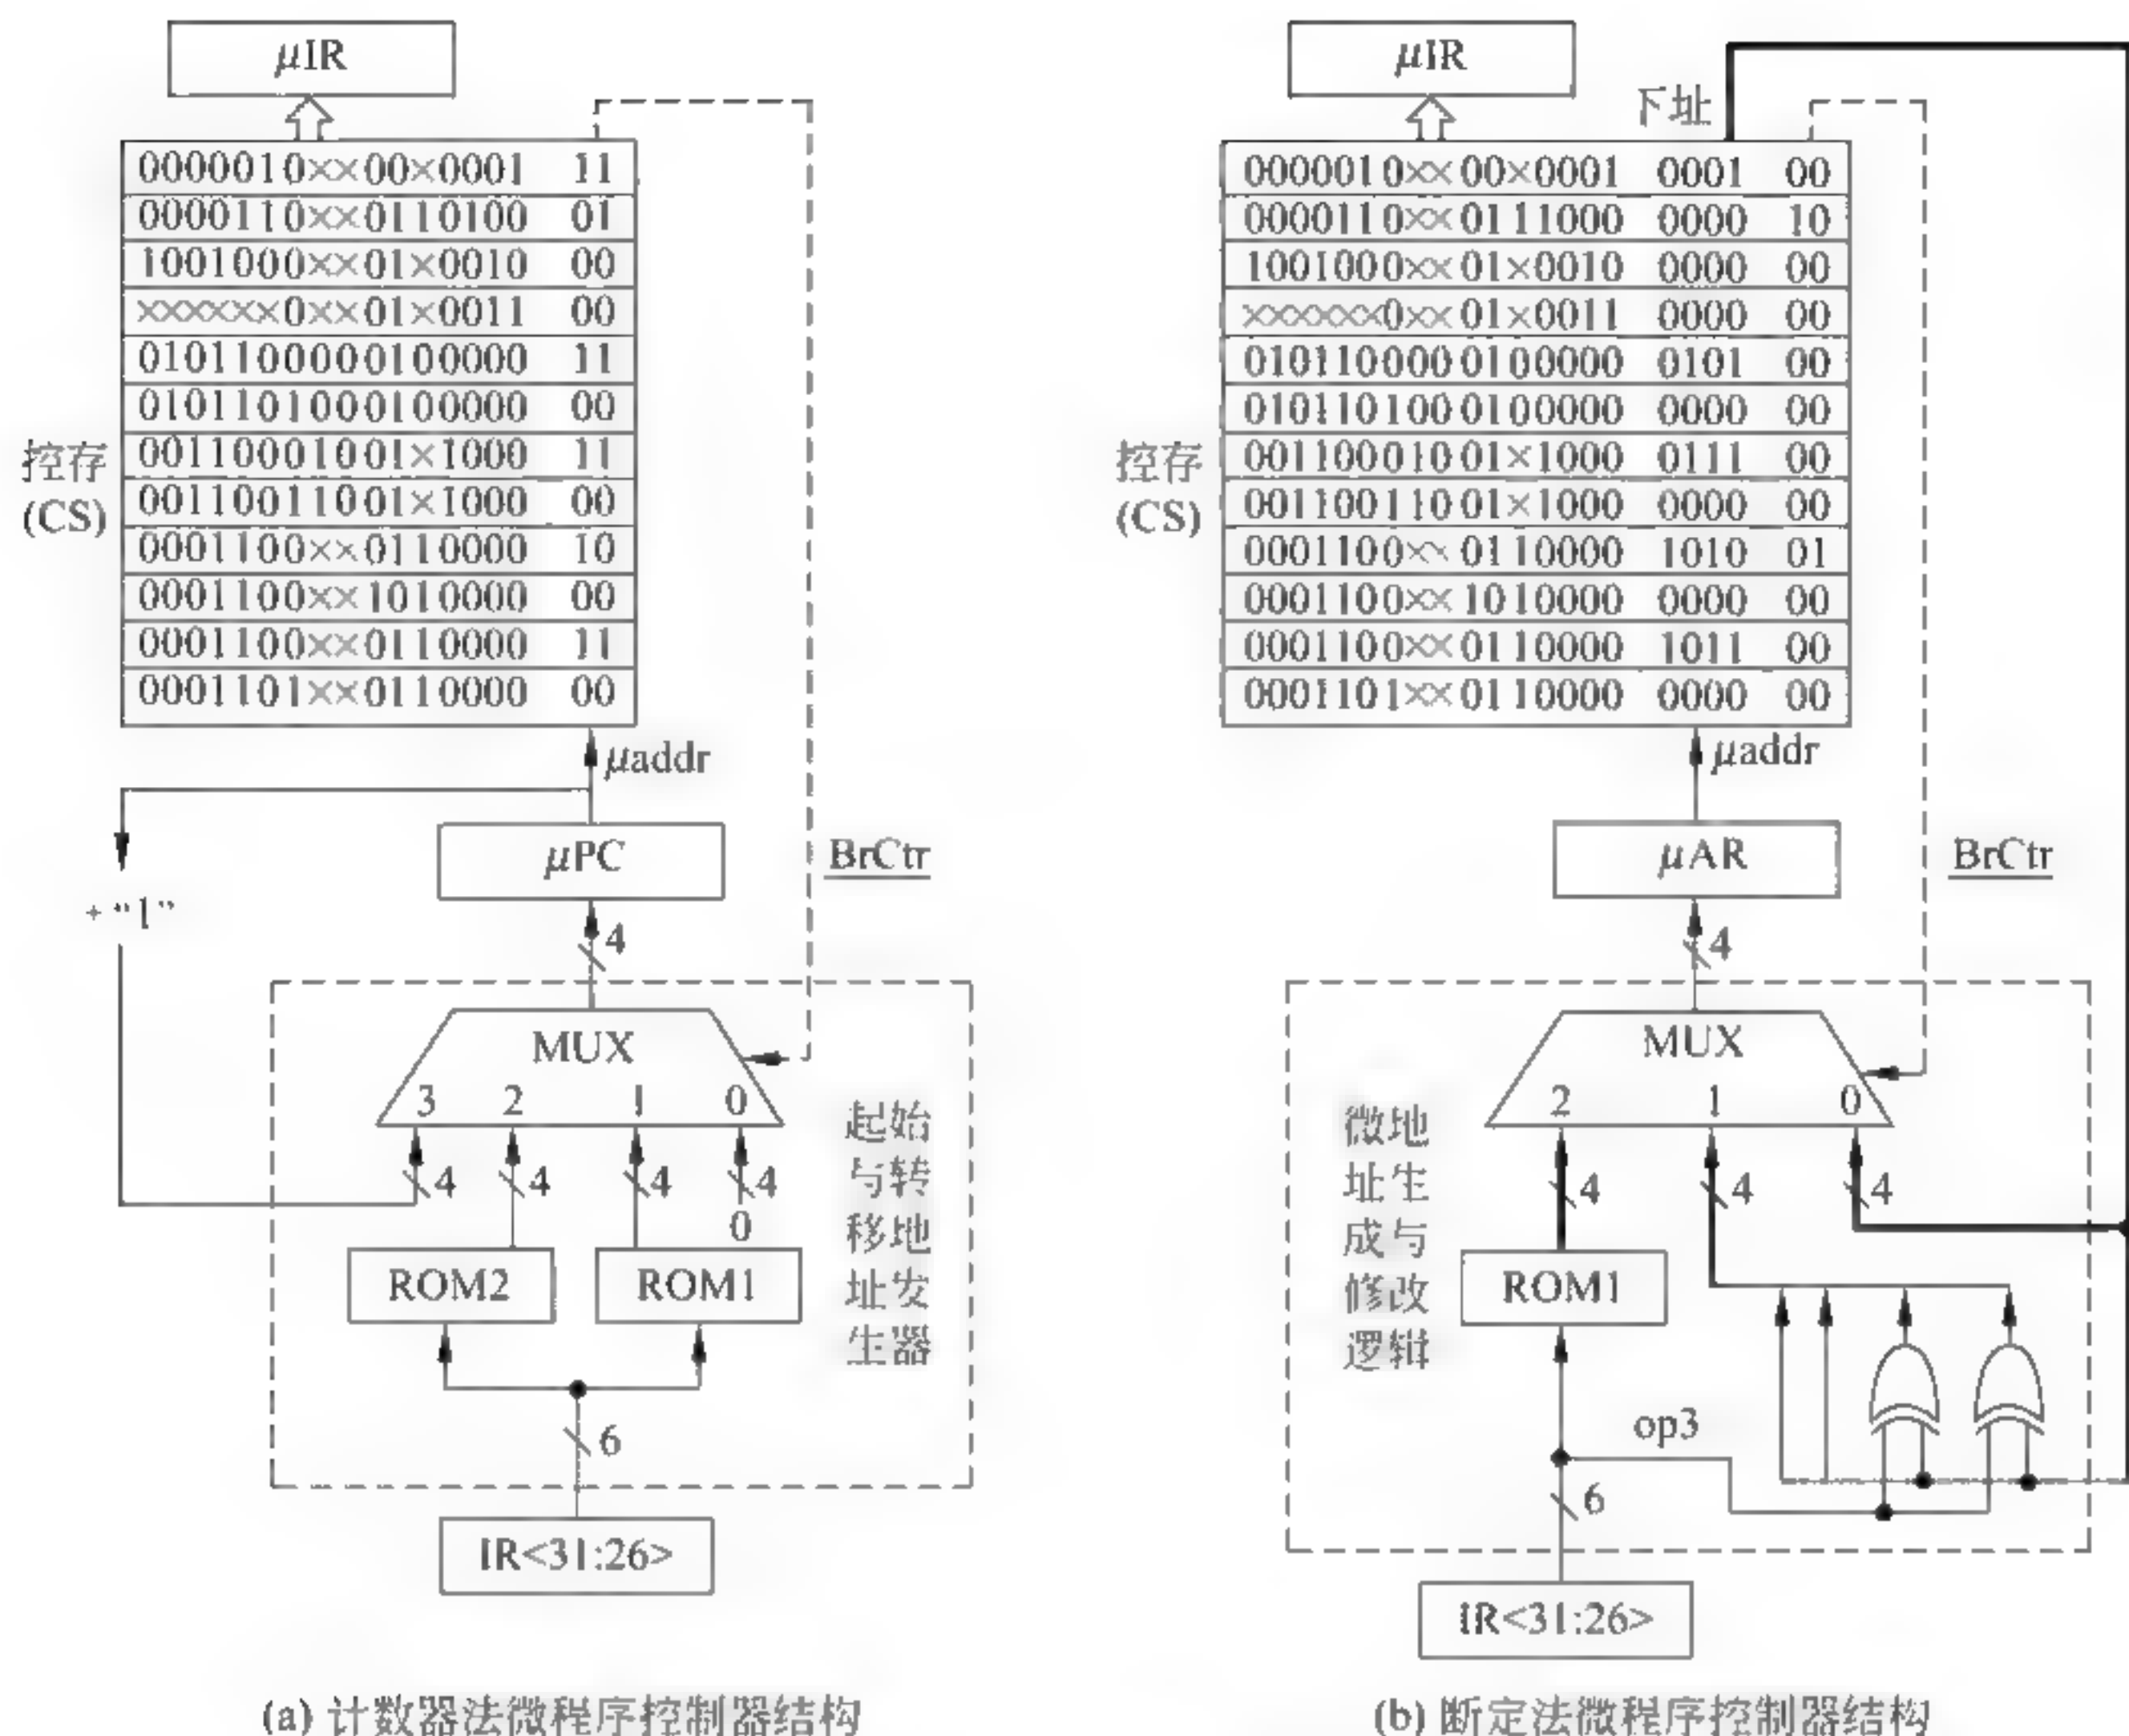 μIR
0000010××00×0001 11
0000110××0110100 01
1001000××01×0010 00
××××××0××01×0011 00
0101100000100000 11
0101101000100000 00
00110001001×1000 11
00110011001×1000 00
0001100××0110000 10
0001100××1010000 00
0001100××0110000 11
0001101××0110000 00
控存
(CS)
μaddr
μPC
BrCtr
+"1"
4
MUX
3 2 1 0
4 4 4 4
0
ROM2 ROM1
起始
与转
移地
址发
生器
6
IR<31:26>
(a) 计数器法微程序控制器结构
μIR
下址
0000010××00×0001 0001 00
0000110××0111000 0000 10
1001000××01×0010 0000 00
××××××0××01×0011 0000 00
0101100000100000 0101 00
0101101000100000 0000 00
00110001001×1000 0111 00
00110011001×1000 0000 00
0001100××0110000 1010 01
0001100××1010000 0000 00
0001100××0110000 1011 00
0001101××0110000 0000 00
控存
(CS)
μaddr
μAR
BrCtr
4
MUX
2 1 0
4 4 4
ROM1
微地
址生
成与
修改
逻辑
op3
6
IR<31:26>
(b) 断定法微程序控制器结构